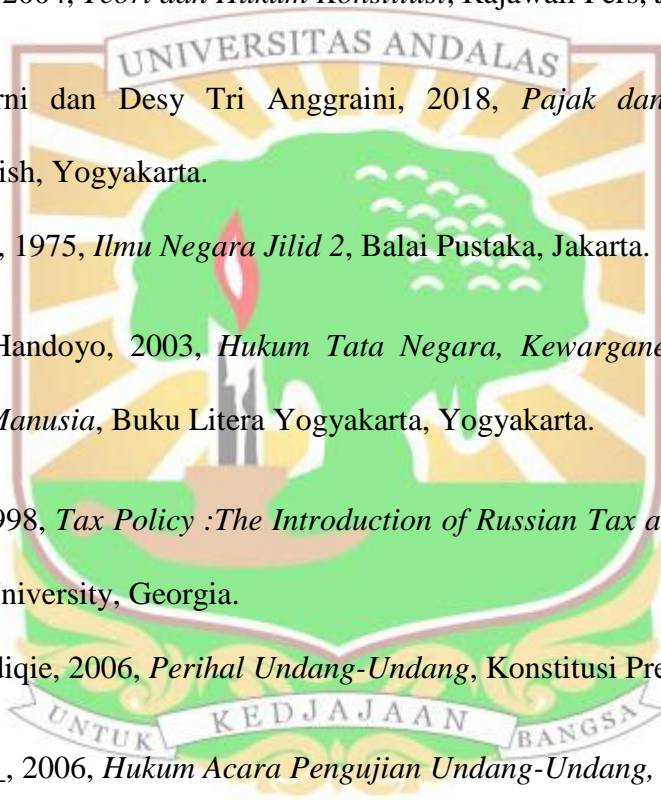 2004, Teori dan Hukum Konstitusi, Rajawali Pers,
UNIVERSITAS ANDALAS
rni dan Desy Tri Anggraini, 2018, Pajak dan
ish, Yogyakarta.
, 1975, Ilmu Negara Jilid 2, Balai Pustaka, Jakarta.
Handoyo, 2003, Hukum Tata Negara, Kewargane
Manusia, Buku Litera Yogyakarta, Yogyakarta.
998, Tax Policy :The Introduction of Russian Tax a
University, Georgia.
diqie, 2006, Perihal Undang-Undang, Konstitusi Pre
UNTUK KEDJAJAAN BANGSA
, 2006, Hukum Acara Pengujian Undang-Undang,